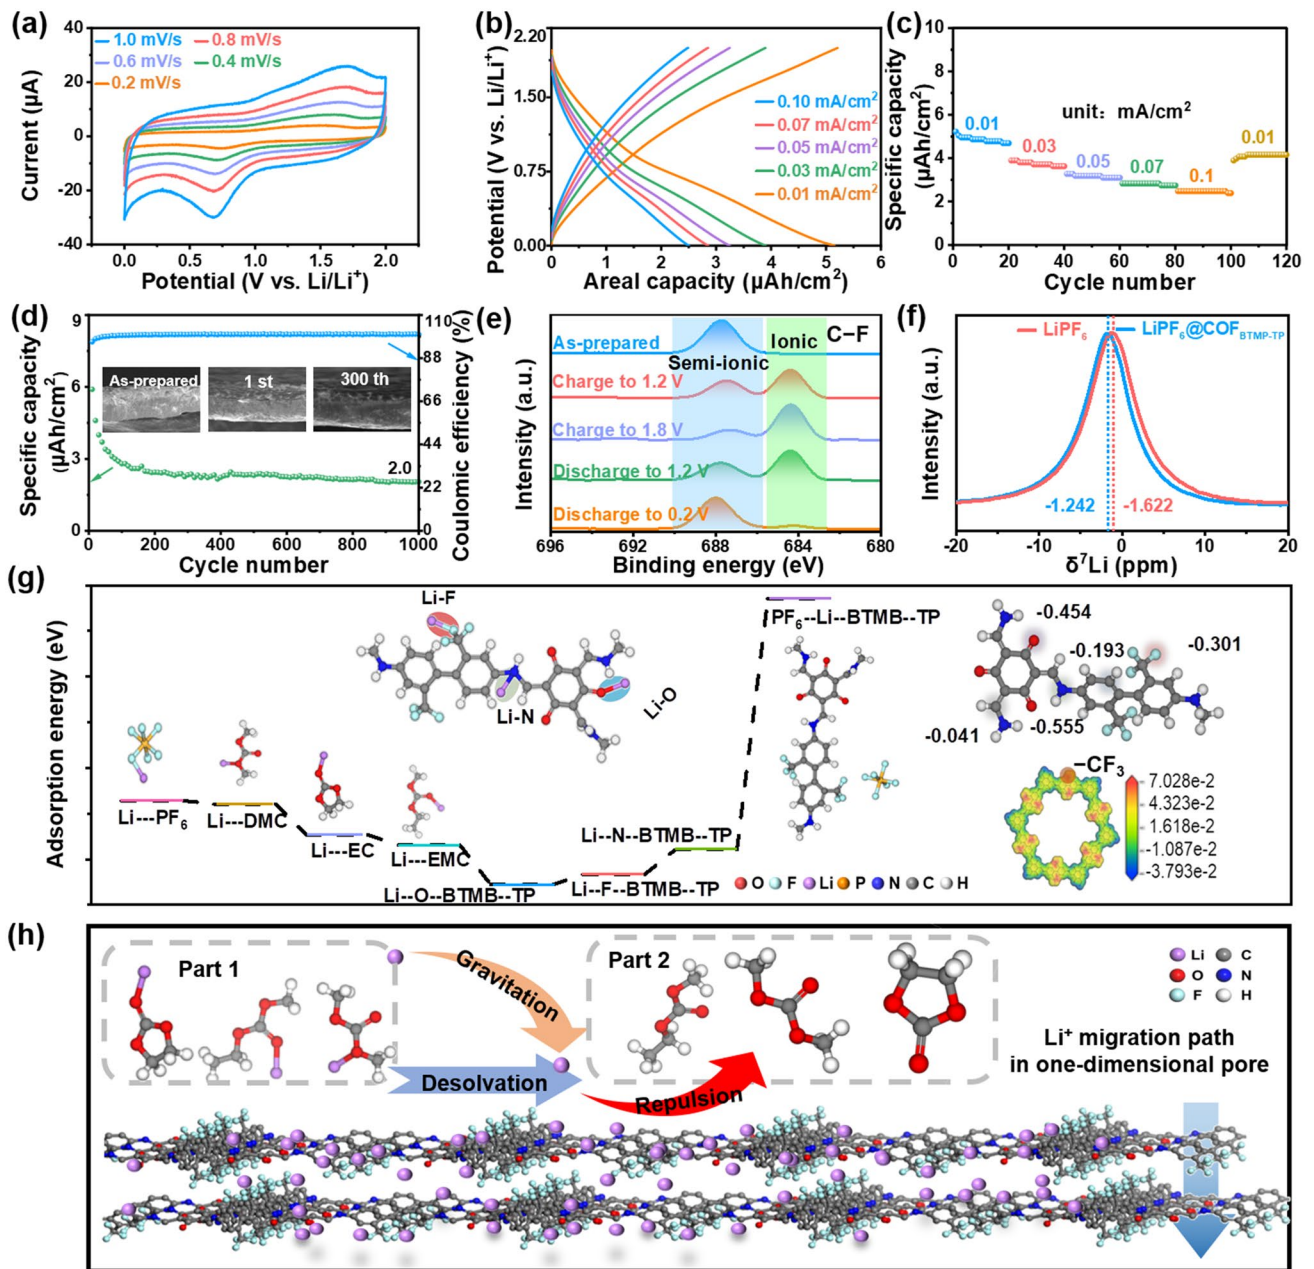 (a)
1.0 mV/s
0.8 mV/s
0.6 mV/s
0.4 mV/s
0.2 mV/s
40
20
0
-20
-40
Current (µA)
0.0 0.5 1.0 1.5 2.0
Potential (V vs. Li/Li⁺)
(b)
2.20
1.50
0.75
0.00
Potential (V vs. Li/Li⁺)
0.10 mA/cm²
0.07 mA/cm²
0.05 mA/cm²
0.03 mA/cm²
0.01 mA/cm²
0 1 2 3 4 5 6
Areal capacity (µAh/cm²)
(c)
10
8
6
4
2
0
Specific capacity
(µAh/cm²)
unit: mA/cm²
0.01
0.03
0.05
0.07
0.1
0.01
0 20 40 60 80 100 120
Cycle number
(d)
9
6
3
0
Specific capacity
(µAh/cm²)
As-prepared
1 st
300 th
2.0
110
88
66
44
22
0
Coulomic efficiency (%)
0 200 400 600 800 1000
Cycle number
(e)
Intensity (a.u.)
As-prepared
Semi-ionic
Ionic
C−F
Charge to 1.2 V
Charge to 1.8 V
Discharge to 1.2 V
Discharge to 0.2 V
696 692 688 684 680
Binding energy (eV)
(f)
Intensity (a.u.)
LiPF₆
LiPF₆@COF_BTMP-TP
-1.242
-1.622
-20 -10 0 10 20
δ⁷Li (ppm)
(g)
Adsorption energy (eV)
Li---PF₆
Li---DMC
Li---EC
Li---EMC
Li--O--BTMB--TP
Li--F--BTMB--TP
Li--N--BTMB--TP
PF₆--Li--BTMB--TP
Li-F
Li-N
Li-O
O F Li P N C H
-0.454
-0.193
-0.301
-0.041
-0.555
−CF₃
7.028e-2
4.323e-2
1.618e-2
-1.087e-2
-3.793e-2
(h)
Part 1
Gravitation
Desolvation
Part 2
Repulsion
Li C
O N
F H
Li⁺ migration path
in one-dimensional pore